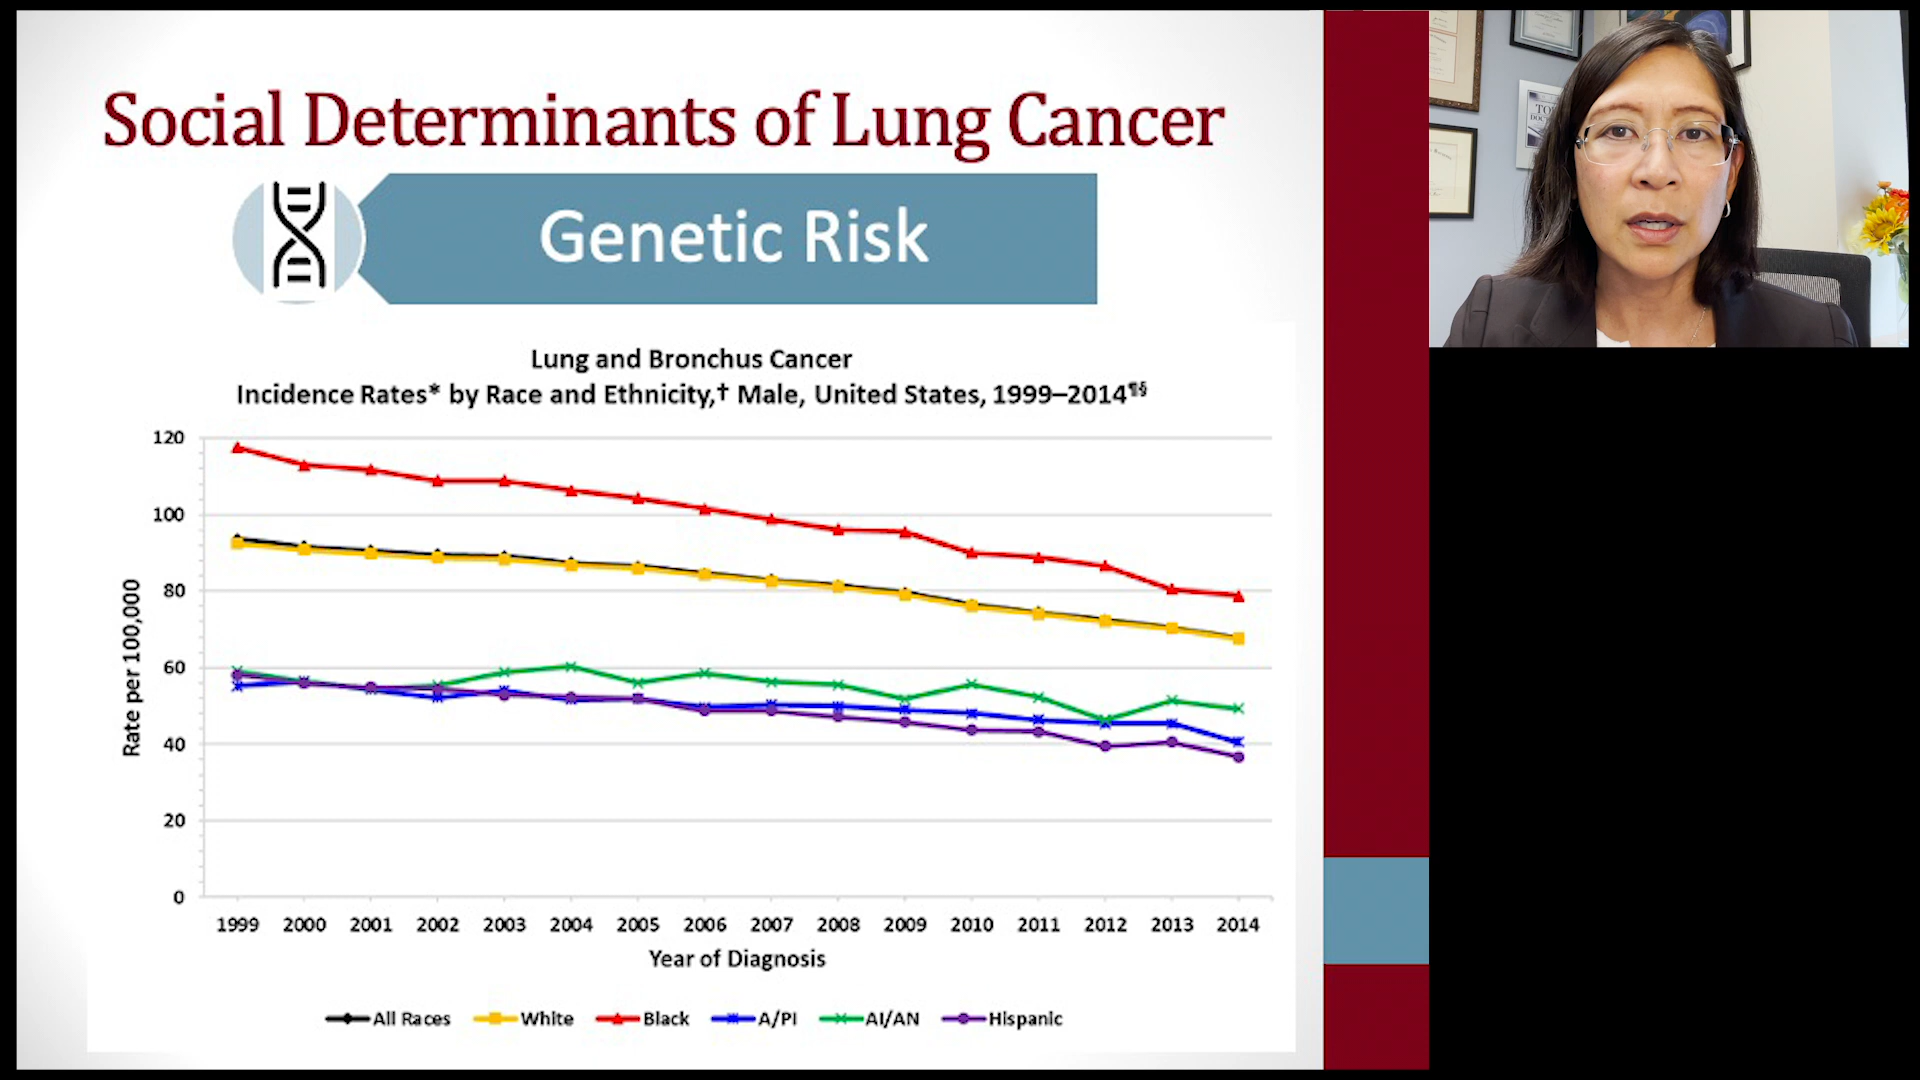 Social Determinants of Lung Cancer
Genetic Risk
Lung and Bronchus Cancer
Incidence Rates* by Race and Ethnicity,† Male, United States, 1999–2014¶§
120
100
80
60
40
20
0
Rate per 100,000
1999 2000 2001 2002 2003 2004 2005 2006 2007 2008 2009 2010 2011 2012 2013 2014
Year of Diagnosis
All Races White Black A/PI AI/AN Hispanic